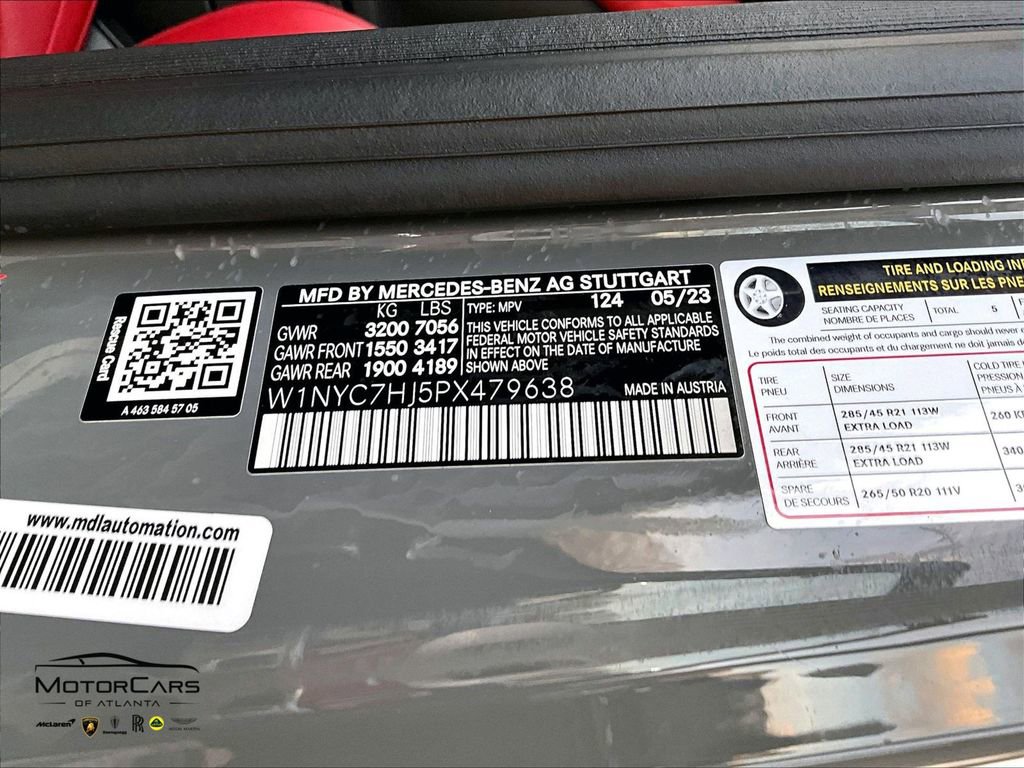 MFD BY MERCEDES-BENZ AG STUTTGART
KG LBS TYPE: MPV 124 05/23
GVWR 3200 7056
GAWR FRONT 1550 3417
GAWR REAR 1900 4189
THIS VEHICLE CONFORMS TO ALL APPLICABLE
FEDERAL MOTOR VEHICLE SAFETY STANDARDS
IN EFFECT ON THE DATE OF MANUFACTURE
SHOWN ABOVE
W1NYC7HJ5PX479638 MADE IN AUSTRIA
Rescue Card
A 463 584 57 05
TIRE AND LOADING
RENSEIGNEMENTS SUR LES
SEATING CAPACITY
NOMBRE DE PLACES
TOTAL 5
The combined weight of occupants and cargo should never
Le poids total des occupants et du chargement ne doit jamais
TIRE
PNEU
SIZE
DIMENSIONS
COLD TIRE
PRESSION
PNEUS À
FRONT
AVANT
285/45 R21 113W
EXTRA LOAD
260
REAR
ARRIÈRE
285/45 R21 113W
EXTRA LOAD
340
SPARE
DE SECOURS
265/50 R20 111V
www.mdlautomation.com
MOTORCARS
OF ATLANTA
McLaren
Koenigsegg
RR
LOTUS
ASTON MARTIN